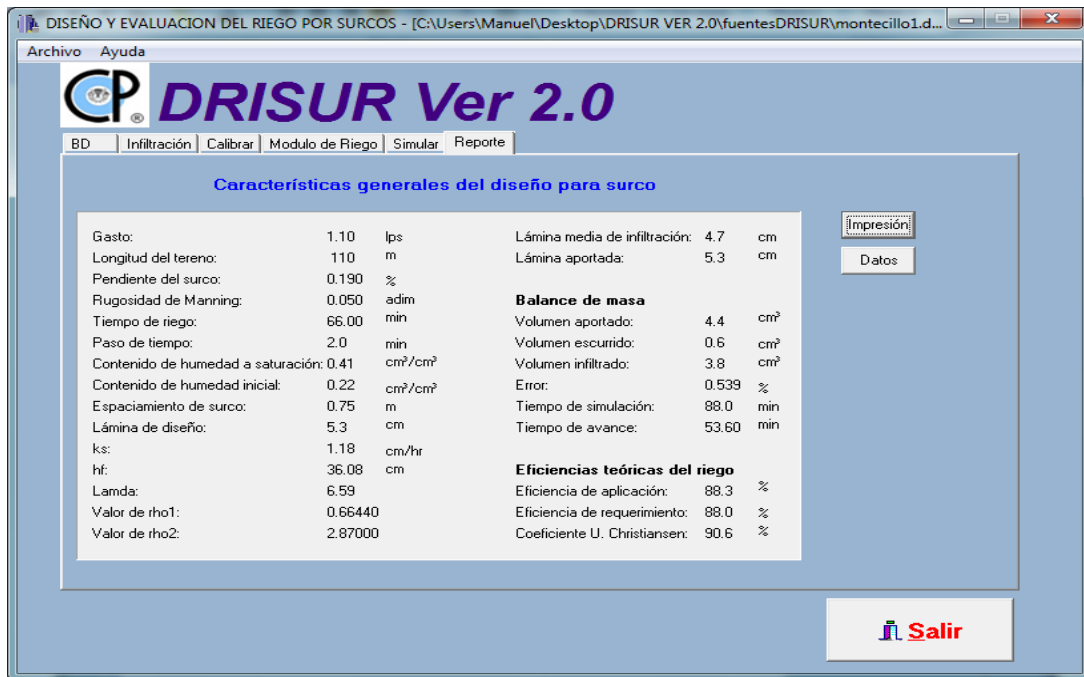 DISEÑO Y EVALUACION DEL RIEGO POR SURCOS - [C:\Users\Manuel\Desktop\DRISUR VER 2.0\fuentesDRISUR\montecillo1.d...
Archivo Ayuda
CP ® DRISUR Ver 2.0
BD Infiltración Calibrar Modulo de Riego Simular Reporte
Características generales del diseño para surco
Gasto: 1.10 lps
Longitud del tereno: 110 m
Pendiente del surco: 0.190 %
Rugosidad de Manning: 0.050 adim
Tiempo de riego: 66.00 min
Paso de tiempo: 2.0 min
Contenido de humedad a saturación: 0.41 cm³/cm³
Contenido de humedad inicial: 0.22 cm³/cm³
Espaciamiento de surco: 0.75 m
Lámina de diseño: 5.3 cm
ks: 1.18 cm/hr
hf: 36.08 cm
Lamda: 6.59
Valor de rho1: 0.66440
Valor de rho2: 2.87000
Lámina media de infiltración: 4.7 cm
Lámina aportada: 5.3 cm
Balance de masa
Volumen aportado: 4.4 cm³
Volumen escurrido: 0.6 cm³
Volumen infiltrado: 3.8 cm³
Error: 0.539 %
Tiempo de simulación: 88.0 min
Tiempo de avance: 53.60 min
Eficiencias teóricas del riego
Eficiencia de aplicación: 88.3 %
Eficiencia de requerimiento: 88.0 %
Coeficiente U. Christiansen: 90.6 %
Impresión
Datos
Salir